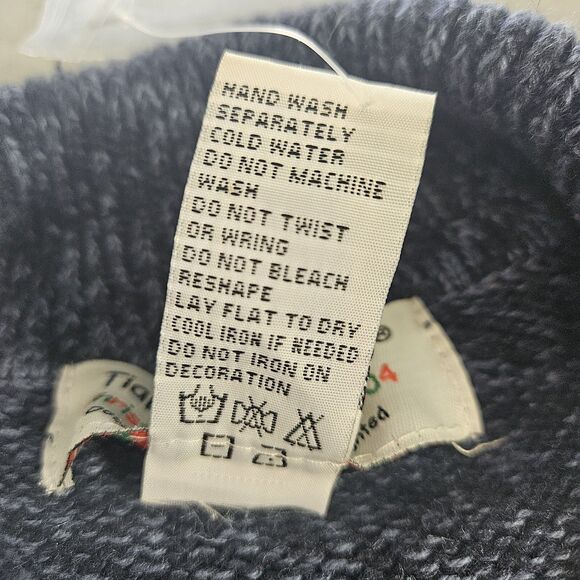 HAND WASH
SEPARATELY
COLD WATER
DO NOT MACHINE
WASH
DO NOT TWIST
OR WRING
DO NOT BLEACH
RESHAPE
LAY FLAT TO DRY
COOL IRON IF NEEDED
DO NOT IRON ON
DECORATION
®